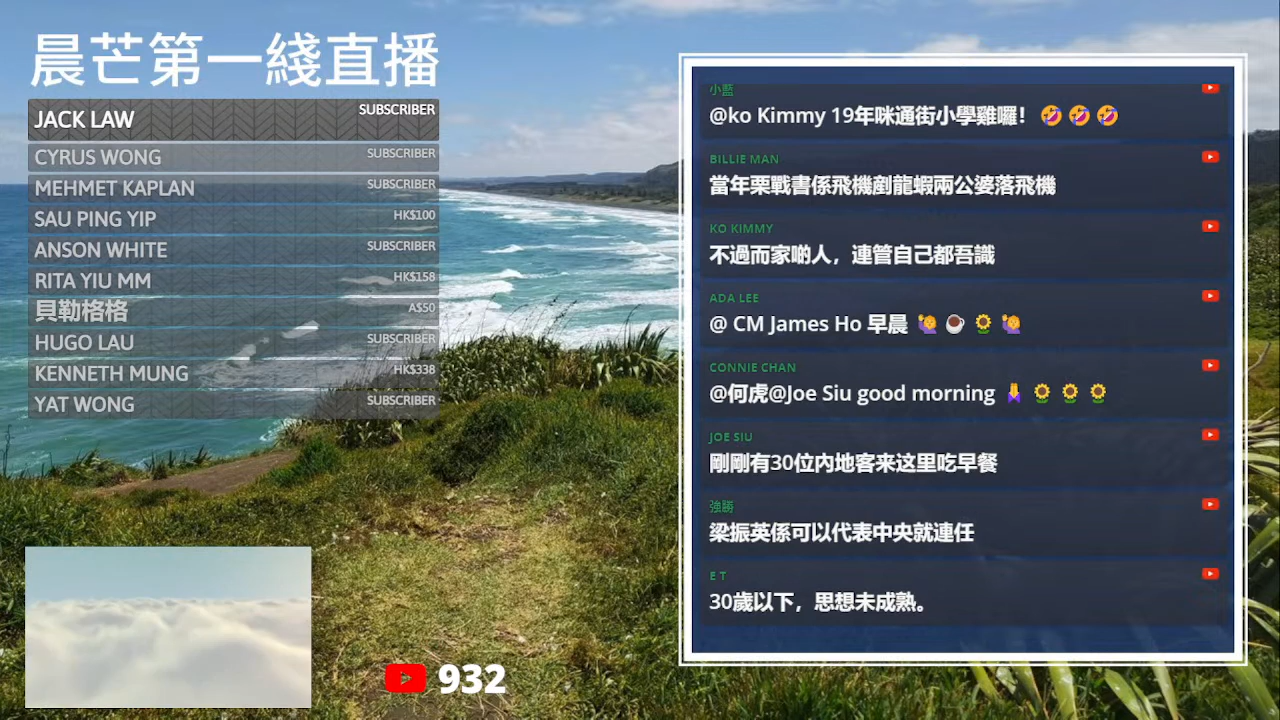 晨芒第一綫直播
JACK LAW SUBSCRIBER
CYRUS WONG SUBSCRIBER
MEHMET KAPLAN SUBSCRIBER
SAU PING YIP HK$100
ANSON WHITE SUBSCRIBER
RITA YIU MM HK$158
貝勒格格 A$50
HUGO LAU SUBSCRIBER
KENNETH MUNG HK$338
YAT WONG SUBSCRIBER
932
小藍
@ko Kimmy 19年咪通街小學雞囉！ 🤣 🤣 🤣
BILLIE MAN
當年栗戰書係飛機劏龍蝦兩公婆落飛機
KO KIMMY
不過而家啲人，連管自己都吾識
ADA LEE
@ CM James Ho 早晨 🙋 ☕ 🌻 🙋
CONNIE CHAN
@何虎@Joe Siu good morning 🌻 🌻 🌻
JOE SIU
剛剛有30位內地客来这里吃早餐
強勝
梁振英係可以代表中央就連任
E T
30歲以下，思想未成熟。